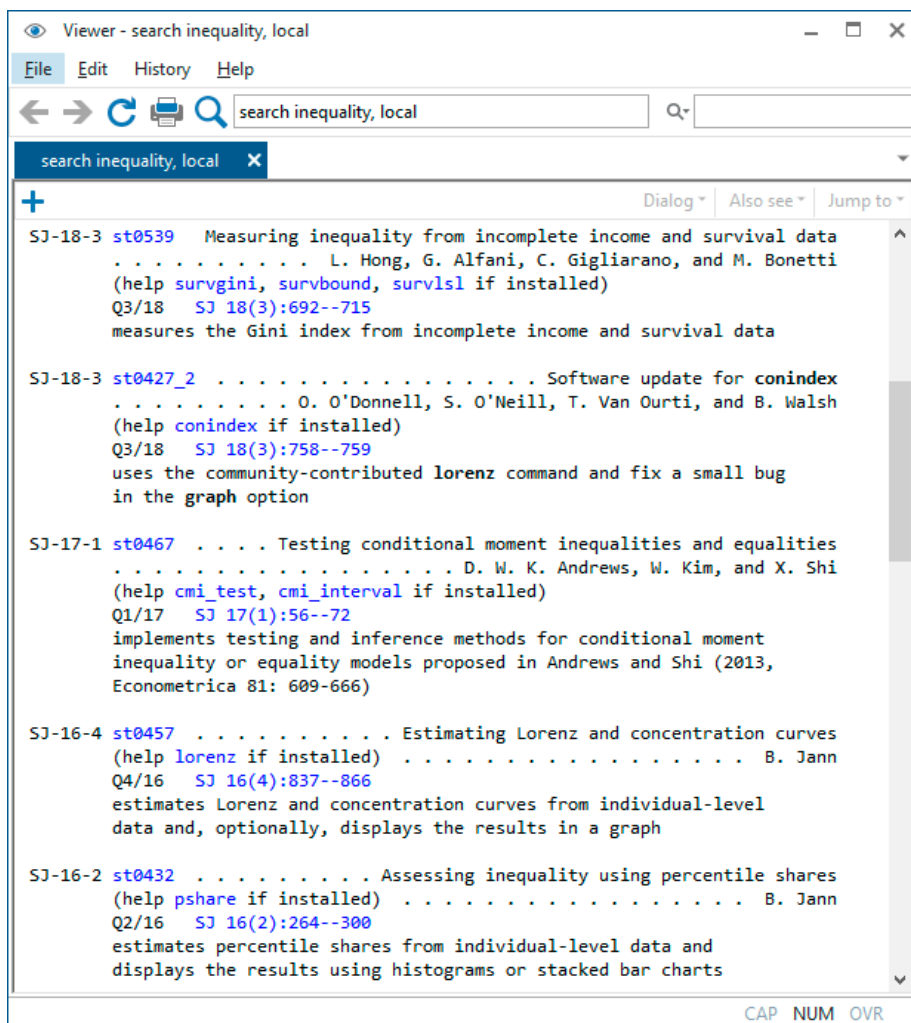 Viewer - search inequality, local
File Edit History Help
search inequality, local
search inequality, local
Dialog Also see Jump to
SJ-18-3 st0539 Measuring inequality from incomplete income and survival data
. . . . . . . . . . L. Hong, G. Alfani, C. Gigliarano, and M. Bonetti
(help survgini, survbound, survlsl if installed)
Q3/18 SJ 18(3):692--715
measures the Gini index from incomplete income and survival data
SJ-18-3 st0427_2 . . . . . . . . . . . . . . . . . Software update for conindex
. . . . . . . . . O. O'Donnell, S. O'Neill, T. Van Ourti, and B. Walsh
(help conindex if installed)
Q3/18 SJ 18(3):758--759
uses the community-contributed lorenz command and fix a small bug
in the graph option
SJ-17-1 st0467 . . . . Testing conditional moment inequalities and equalities
. . . . . . . . . . . . . . . . . D. W. K. Andrews, W. Kim, and X. Shi
(help cmi_test, cmi_interval if installed)
Q1/17 SJ 17(1):56--72
implements testing and inference methods for conditional moment
inequality or equality models proposed in Andrews and Shi (2013,
Econometrica 81: 609-666)
SJ-16-4 st0457 . . . . . . . . . . Estimating Lorenz and concentration curves
(help lorenz if installed) . . . . . . . . . . . . . . . . . B. Jann
Q4/16 SJ 16(4):837--866
estimates Lorenz and concentration curves from individual-level
data and, optionally, displays the results in a graph
SJ-16-2 st0432 . . . . . . . . . Assessing inequality using percentile shares
(help pshare if installed) . . . . . . . . . . . . . . . . . B. Jann
Q2/16 SJ 16(2):264--300
estimates percentile shares from individual-level data and
displays the results using histograms or stacked bar charts
CAP NUM OVR